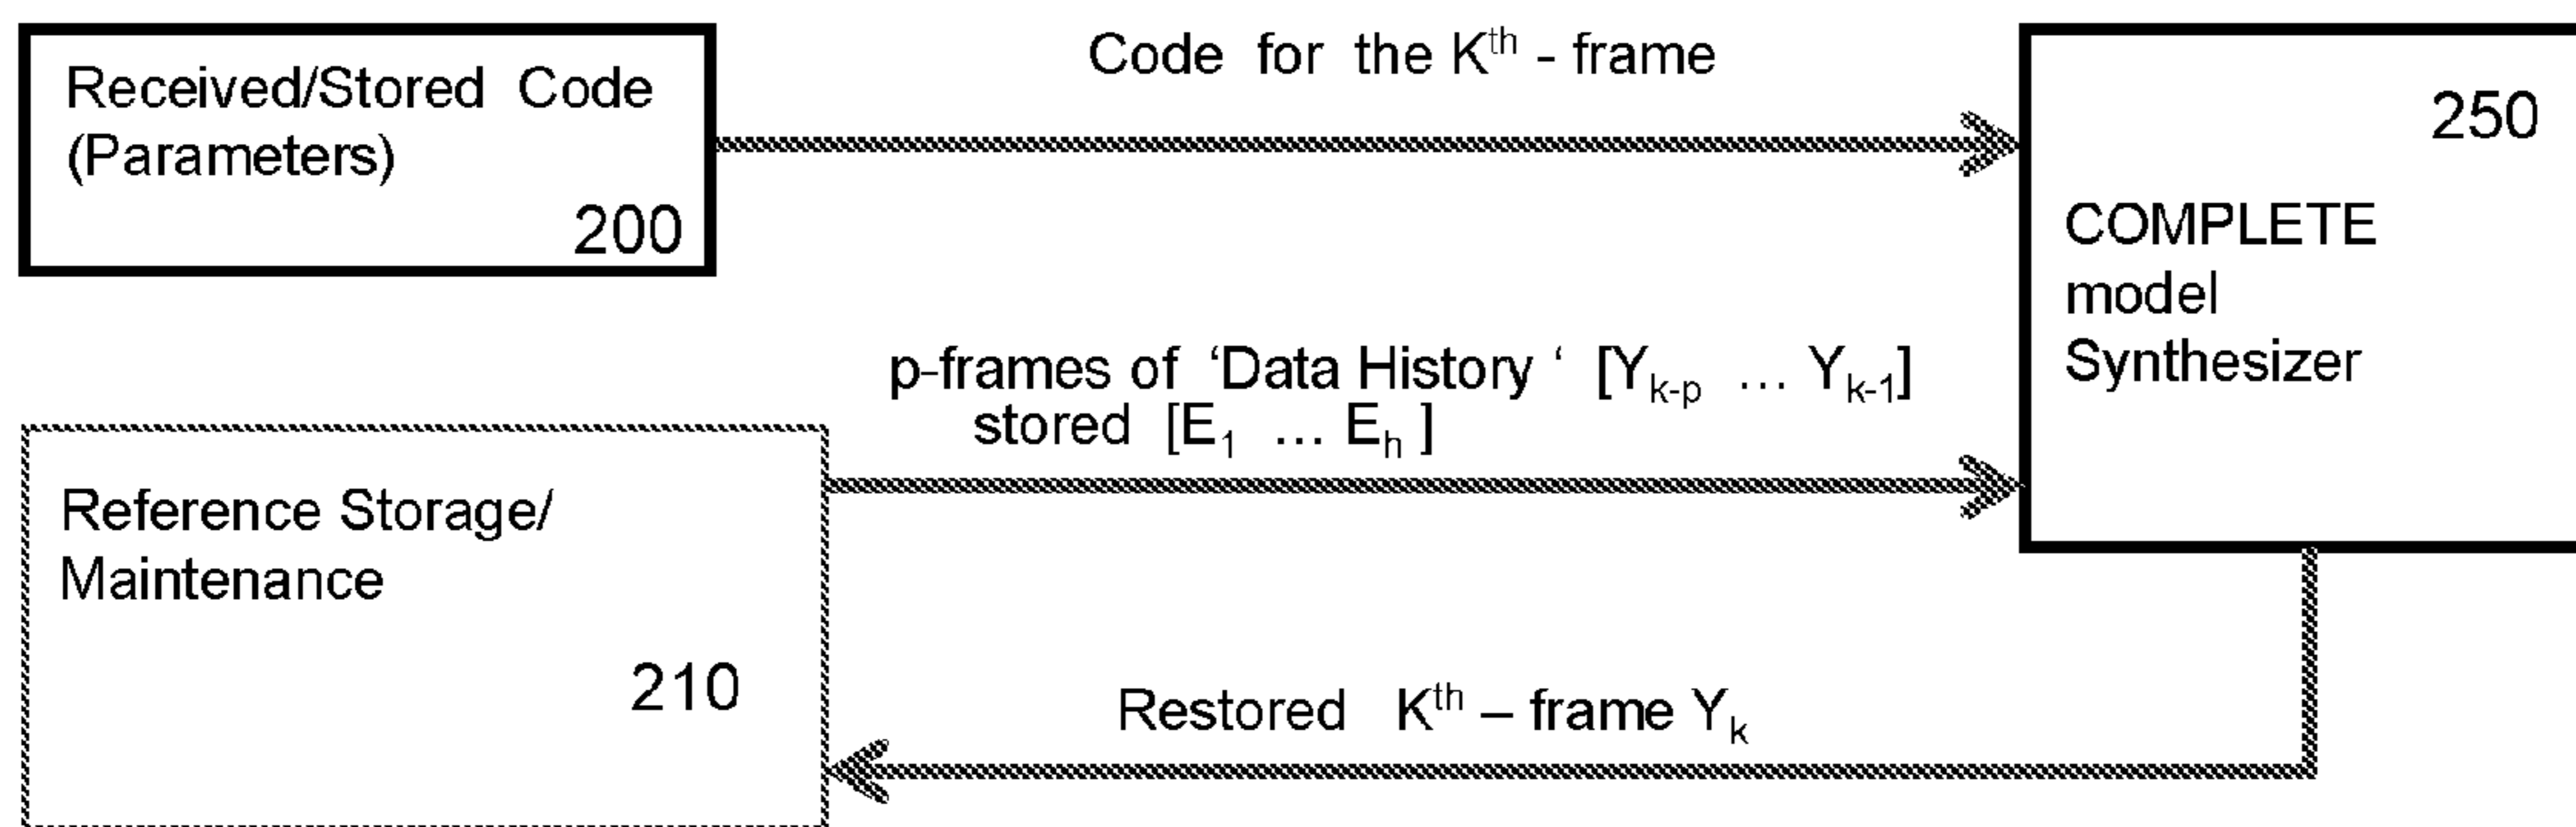 Received/Stored Code
(Parameters)
200
Code for the Kᵗʰ - frame
250
COMPLETE
model
Synthesizer
p-frames of ‘Data History ‘ [Yₖ₋ₚ … Yₖ₋₁]
stored [E₁ … Eₕ ]
Reference Storage/
Maintenance
210
Restored Kᵗʰ – frame Yₖ